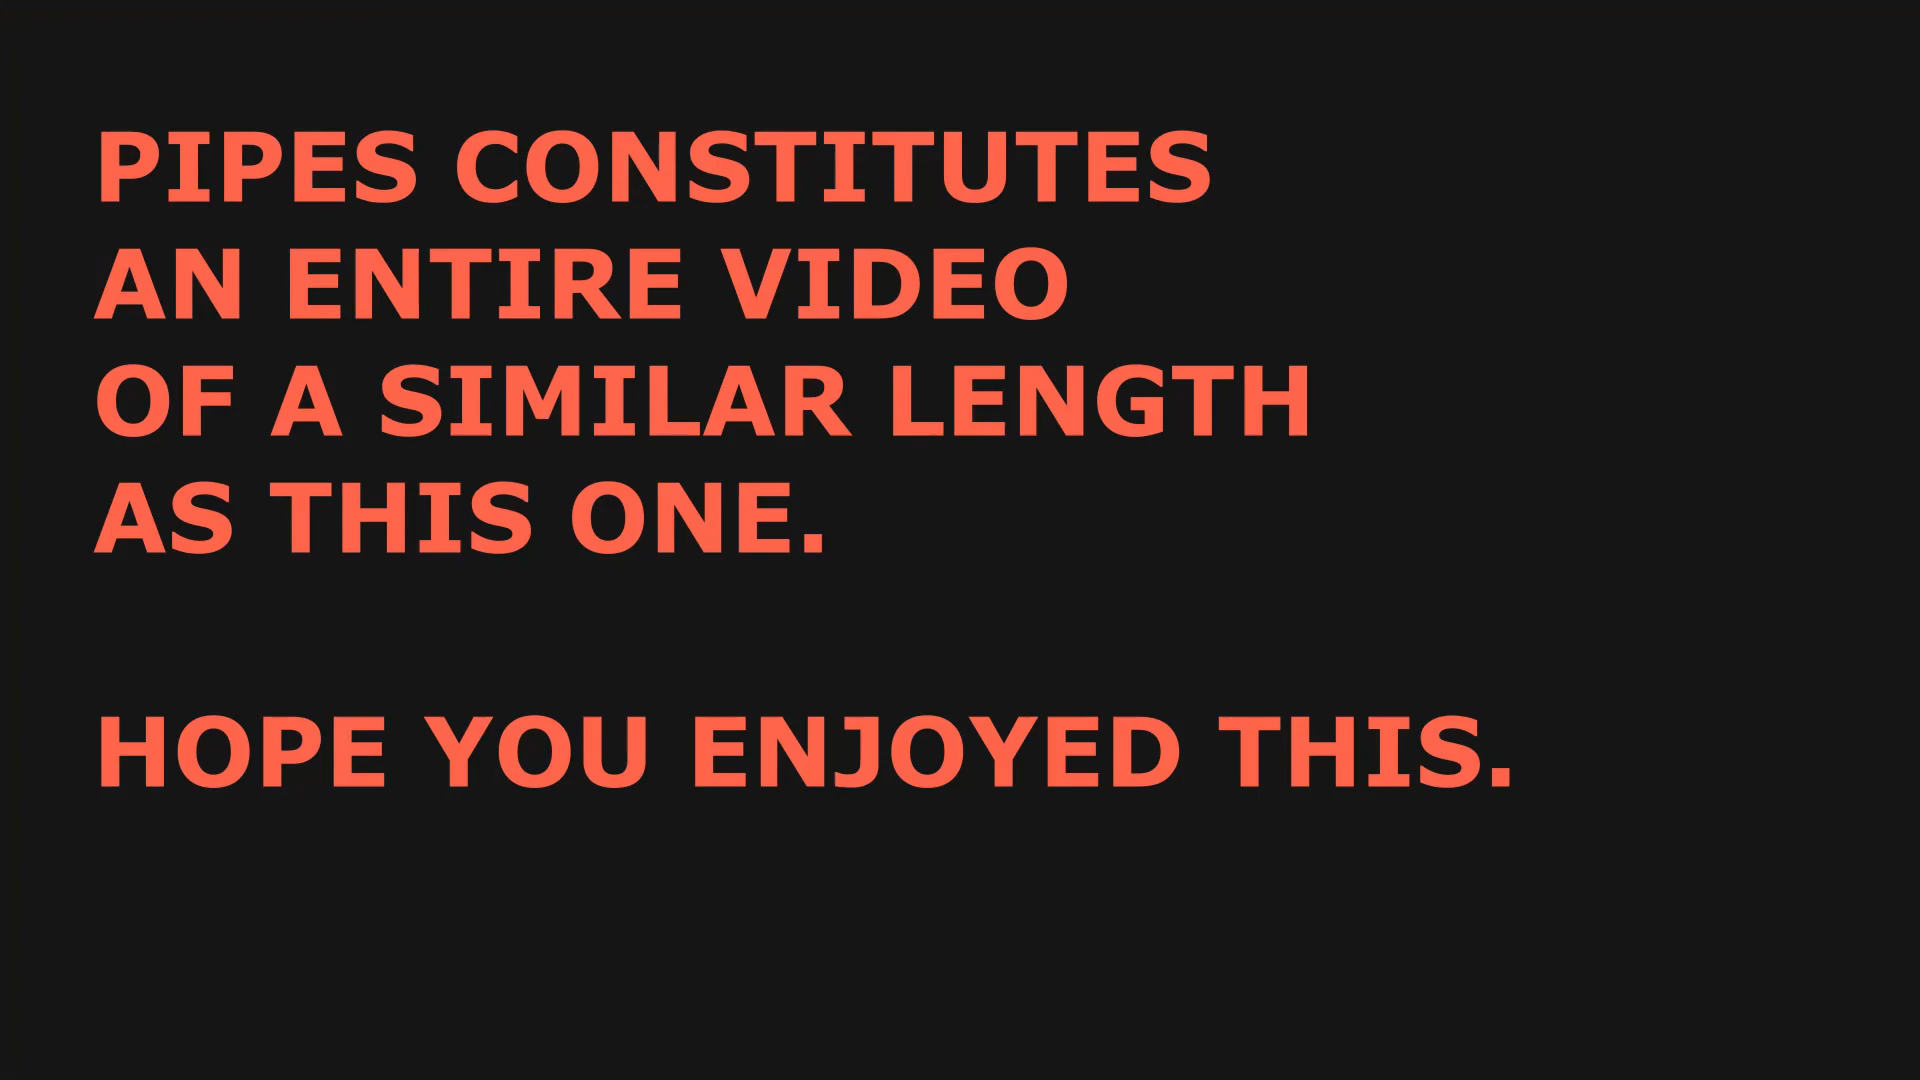 PIPES CONSTITUTES
AN ENTIRE VIDEO
OF A SIMILAR LENGTH
AS THIS ONE.
HOPE YOU ENJOYED THIS.